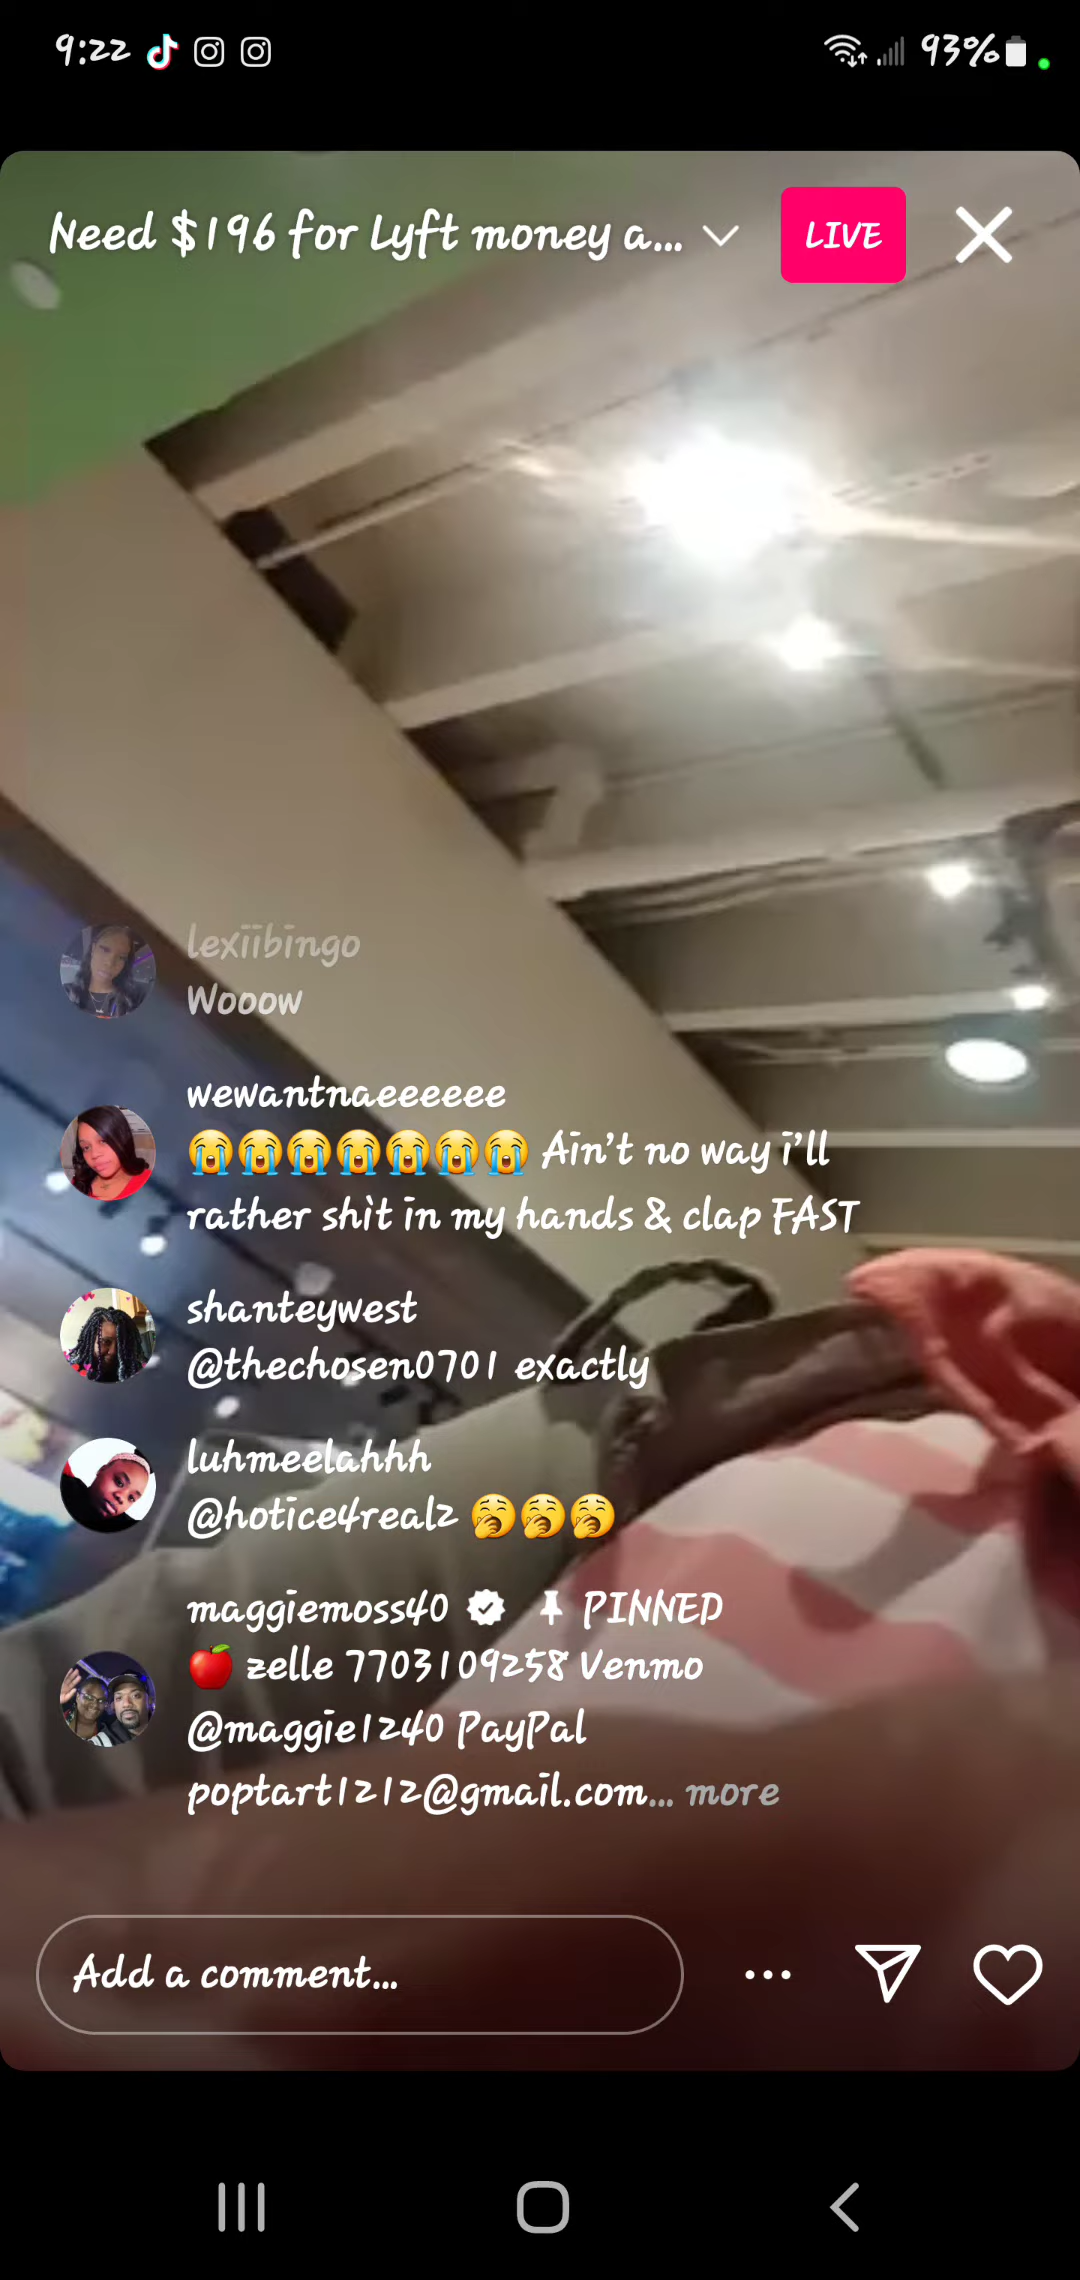 9:22
93%
Need $196 for Lyft money a...
LIVE
lexiibingo
Wooow
wewantnaeeeeee
😭😭😭😭😭😭😭 Ain't no way i'll
rather shìt in my hands & clap FAST
shanteywest
@thechosen0701 exactly
luhmeelahhh
@hotice4realz 🥱🥱🥱
maggiemoss40 PINNED
🍎 zelle 7703109258 Venmo
@maggie1240 PayPal
poptart1212@gmail.com... more
Add a comment...